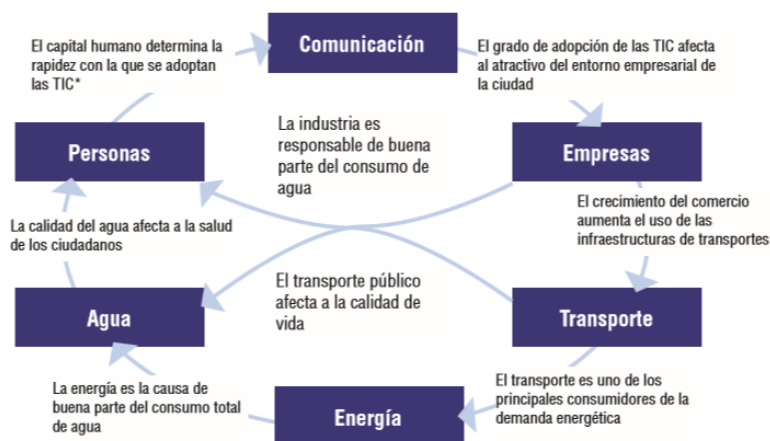 Comunicación
El capital humano determina la
rapidez con la que se adoptan
las TIC*
El grado de adopción de las TIC afecta
al atractivo del entorno empresarial de
la ciudad
La industria es
responsable de buena
parte del consumo de
agua
Personas
Empresas
El crecimiento del comercio
aumenta el uso de las
infraestructuras de transportes
La calidad del agua afecta a la salud
de los ciudadanos
El transporte público
afecta a la calidad de
vida
Agua
Transporte
La energía es la causa de
buena parte del consumo total
de agua
Energía
El transporte es uno de los
principales consumidores de la
demanda energética